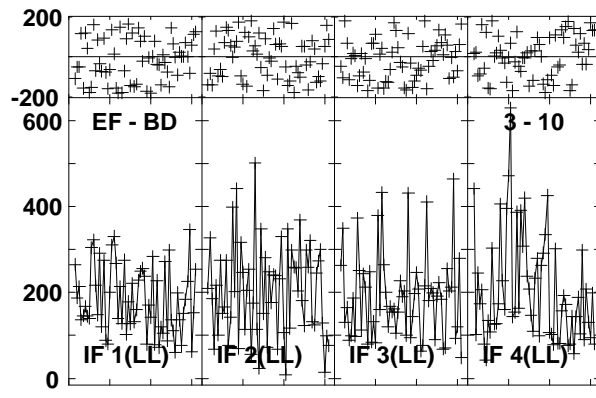 200
-200
600
EF - BD
3 - 10
400
200
IF 1(LL)
IF 2(LL)
IF 3(LL)
IF 4(LL)
0